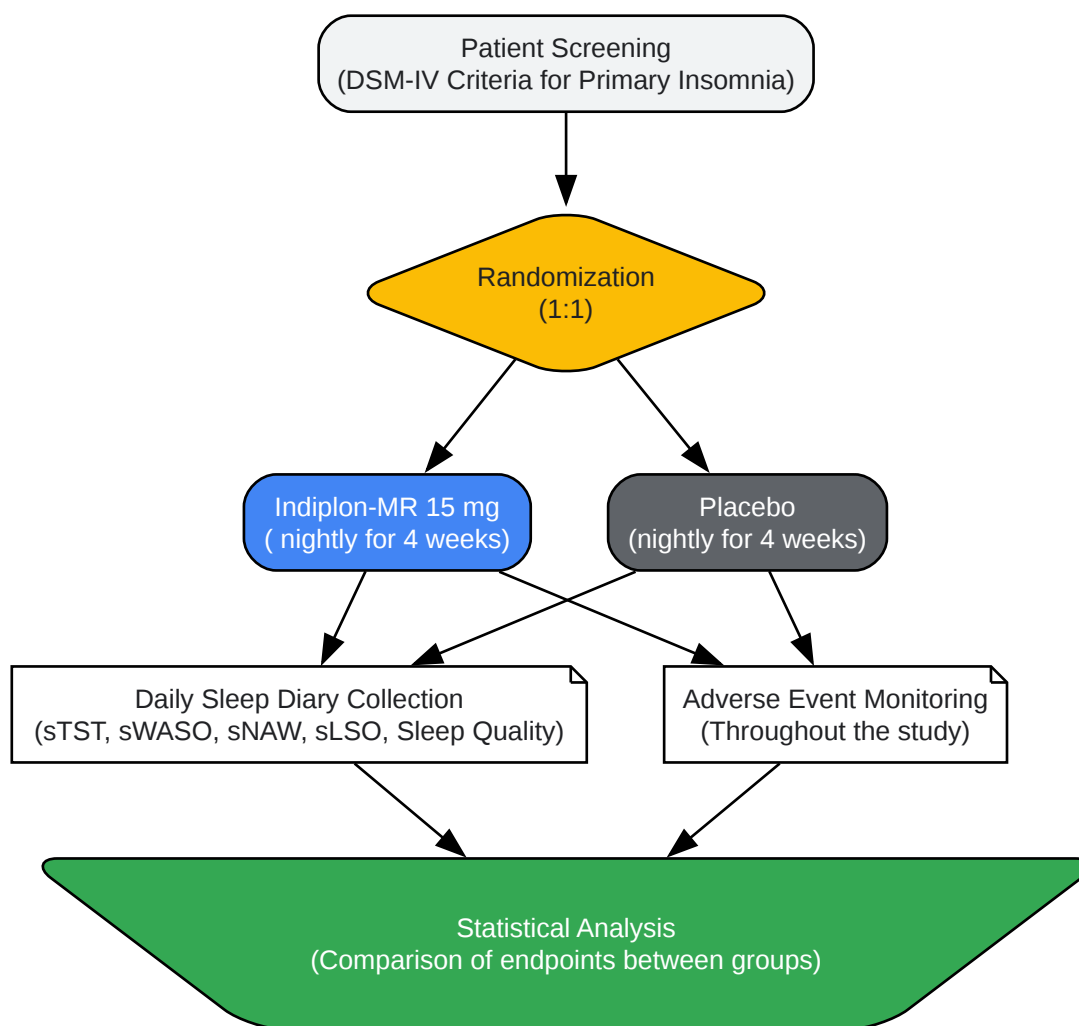 Patient Screening
(DSM-IV Criteria for Primary Insomnia)
Randomization
(1:1)
Indiplon-MR 15 mg
( nightly for 4 weeks)
Placebo
(nightly for 4 weeks)
Daily Sleep Diary Collection
(sTST, sWASO, sNAW, sLSO, Sleep Quality)
Adverse Event Monitoring
(Throughout the study)
Statistical Analysis
(Comparison of endpoints between groups)